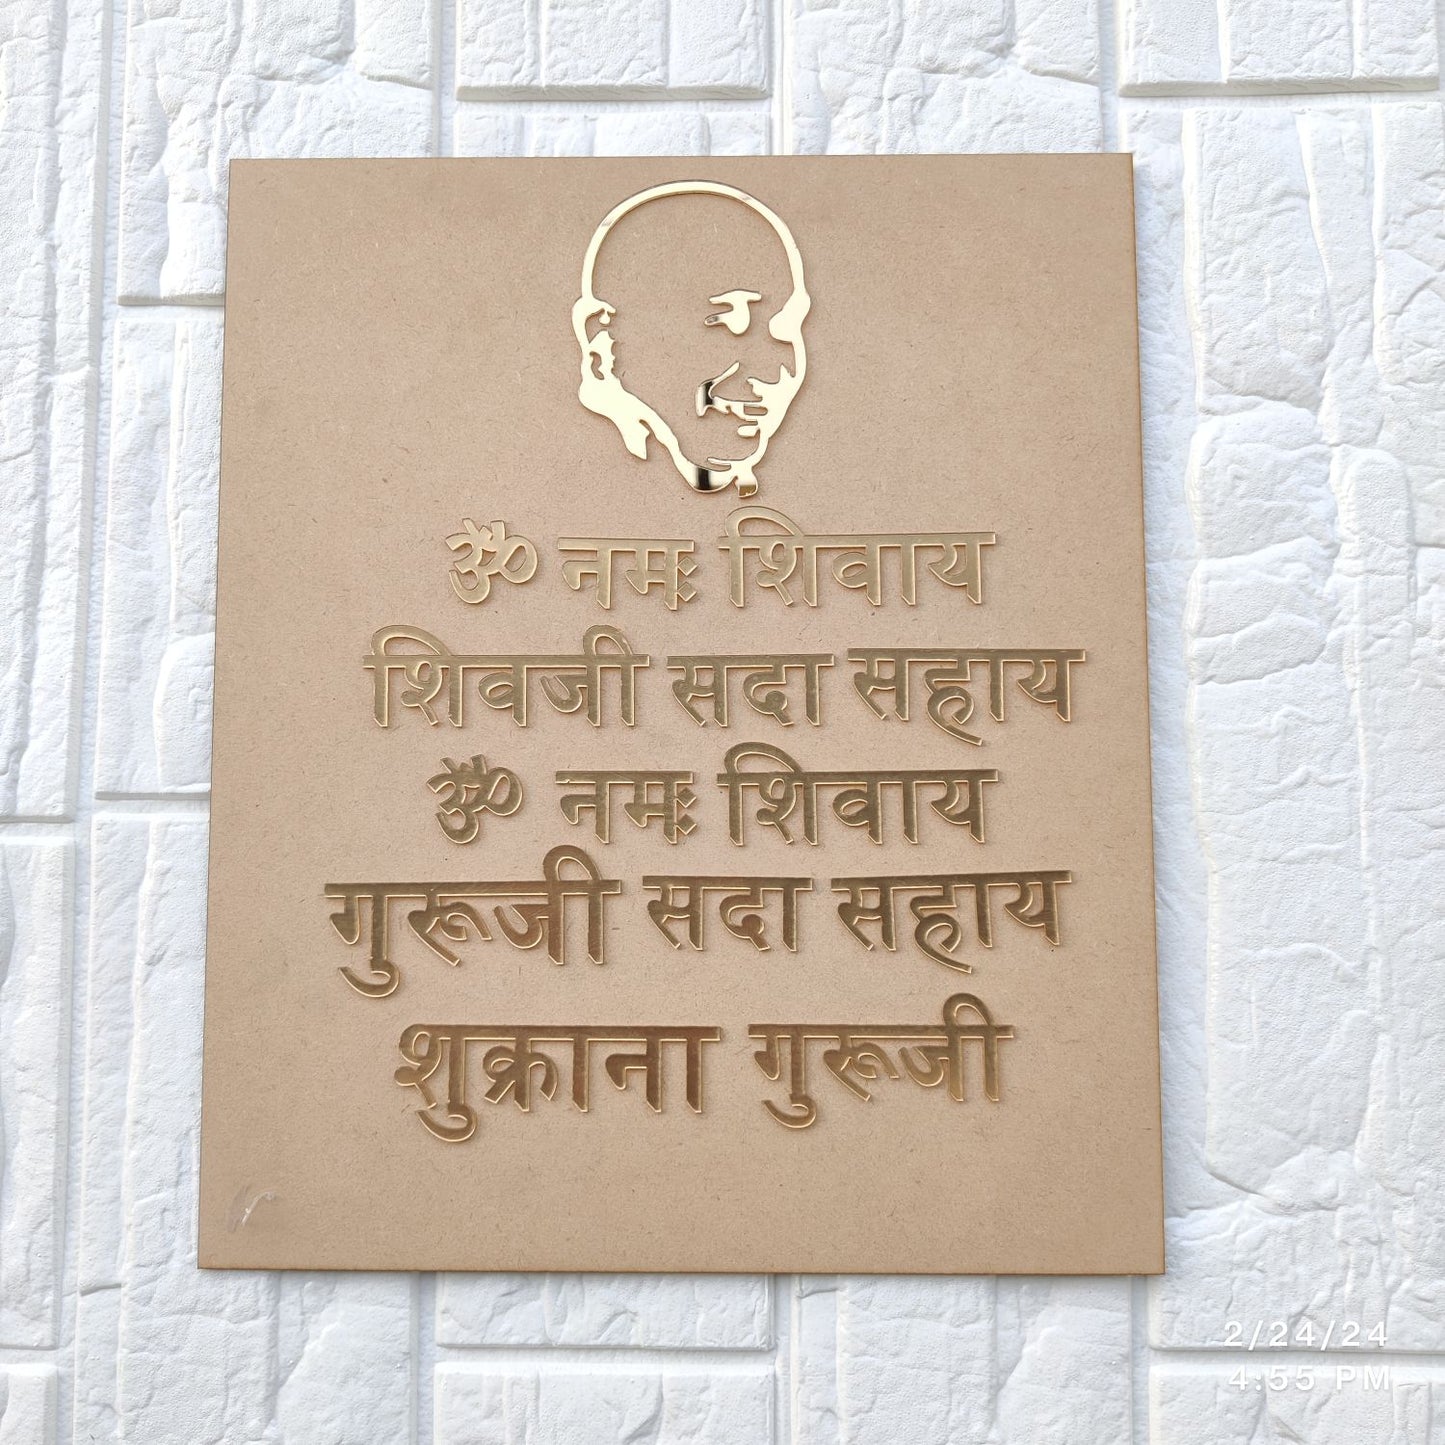 ॐ नमः शिवाय
शिवजी सदा सहाय
ॐ नमः शिवाय
गुरूजी सदा सहाय
शुक्राना गुरूजी
2/24/24
4:55 PM